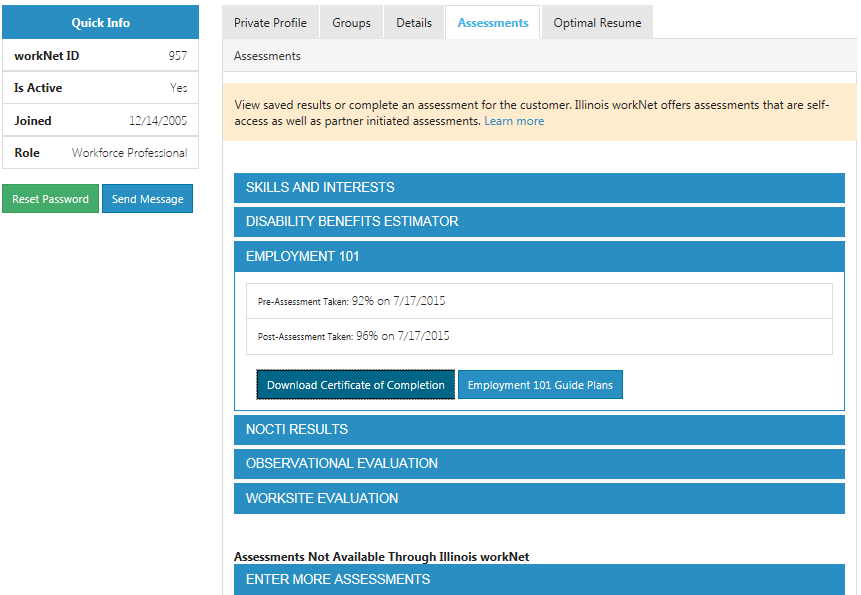 Quick Info
workNet ID 957
Is Active Yes
Joined 12/14/2005
Role Workforce Professional
Reset Password Send Message
Private Profile Groups Details Assessments Optimal Resume
Assessments
View saved results or complete an assessment for the customer. Illinois workNet offers assessments that are self-
access as well as partner initiated assessments. Learn more
SKILLS AND INTERESTS
DISABILITY BENEFITS ESTIMATOR
EMPLOYMENT 101
Pre-Assessment Taken: 92% on 7/17/2015
Post-Assessment Taken: 96% on 7/17/2015
Download Certificate of Completion Employment 101 Guide Plans
NOCTI RESULTS
OBSERVATIONAL EVALUATION
WORKSITE EVALUATION
Assessments Not Available Through Illinois workNet
ENTER MORE ASSESSMENTS